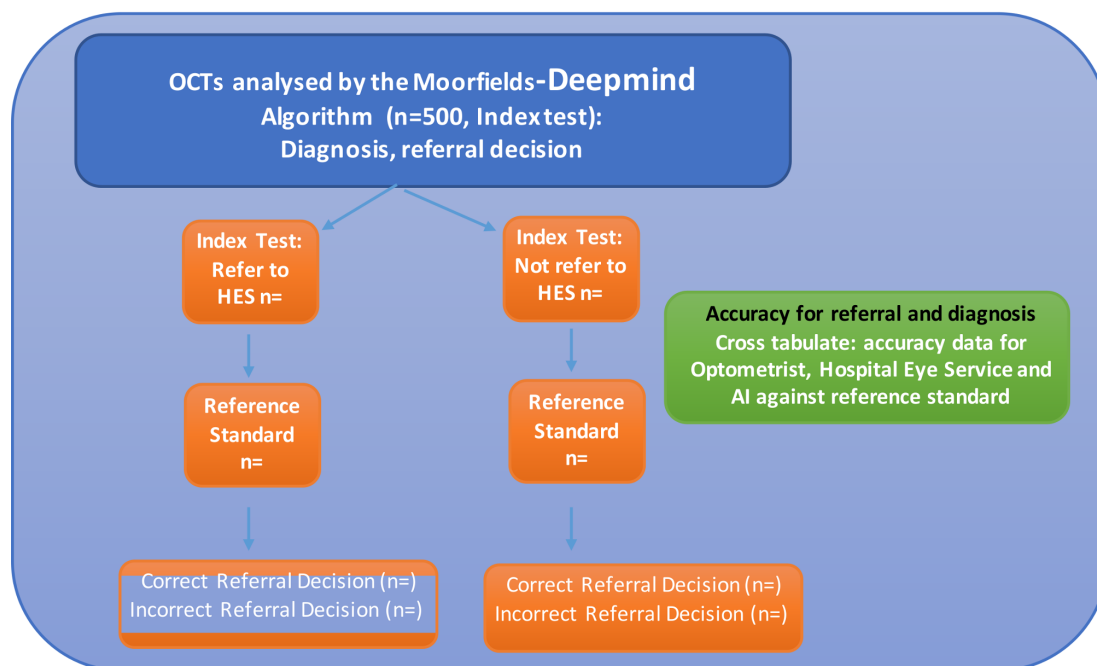 OCTs analysed by the Moorfields-Deepmind
Algorithm (n=500, Index test):
Diagnosis, referral decision
Index Test:
Refer to
HES n=
Index Test:
Not refer to
HES n=
Accuracy for referral and diagnosis
Cross tabulate: accuracy data for
Optometrist, Hospital Eye Service and
AI against reference standard
Reference
Standard
n=
Reference
Standard
n=
Correct Referral Decision (n=)
Incorrect Referral Decision (n=)
Correct Referral Decision (n=)
Incorrect Referral Decision (n=)